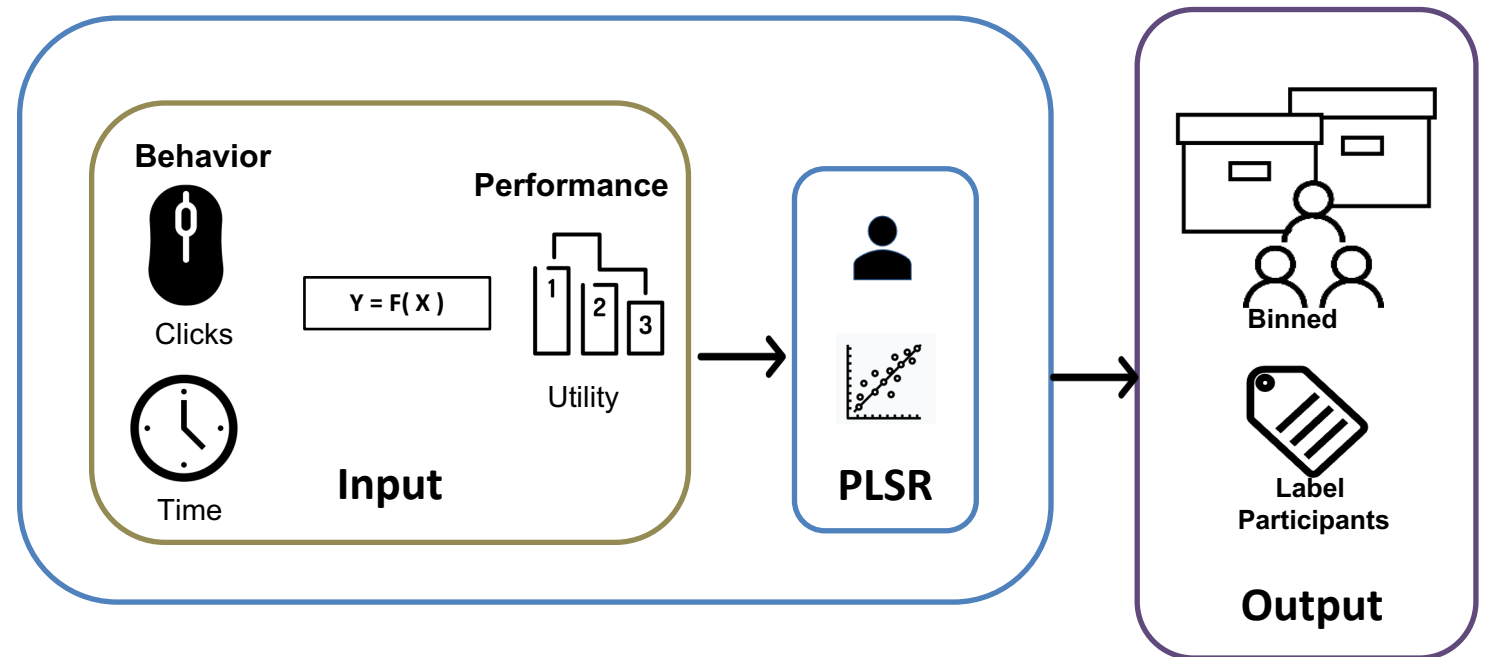 Behavior
Clicks
Time
Y = F( X )
Performance
1
2
3
Utility
Input
PLSR
Binned
Label
Participants
Output